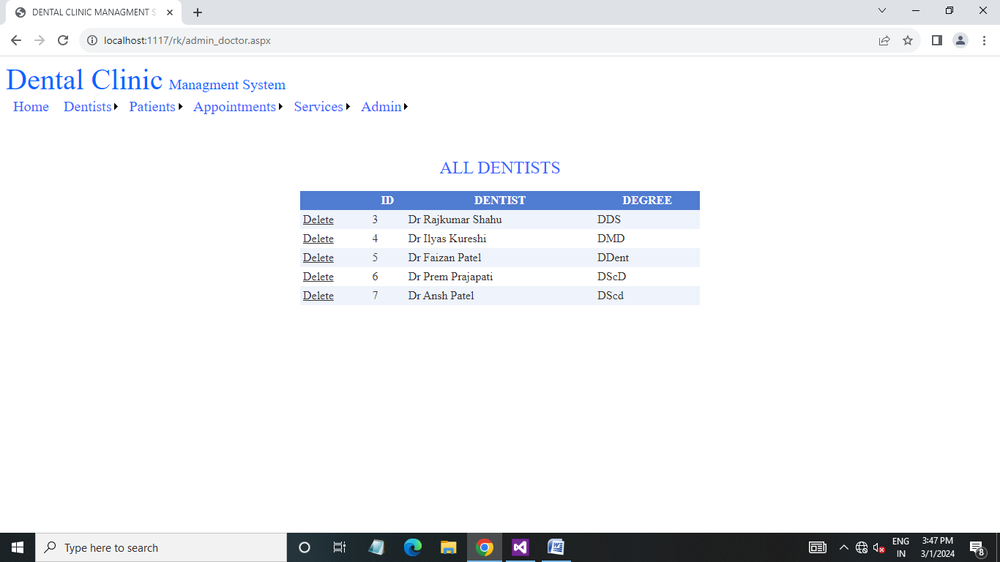 DENTAL CLINIC MANAGMENT S
localhost:1117/rk/admin_doctor.aspx
Dental Clinic Managment System
Home Dentists Patients Appointments Services Admin
ALL DENTISTS
ID DENTIST DEGREE
Delete 3 Dr Rajkumar Shahu DDS
Delete 4 Dr Ilyas Kureshi DMD
Delete 5 Dr Faizan Patel DDent
Delete 6 Dr Prem Prajapati DScD
Delete 7 Dr Ansh Patel DScd
Type here to search
ENG 3:47 PM
IN 3/1/2024 8